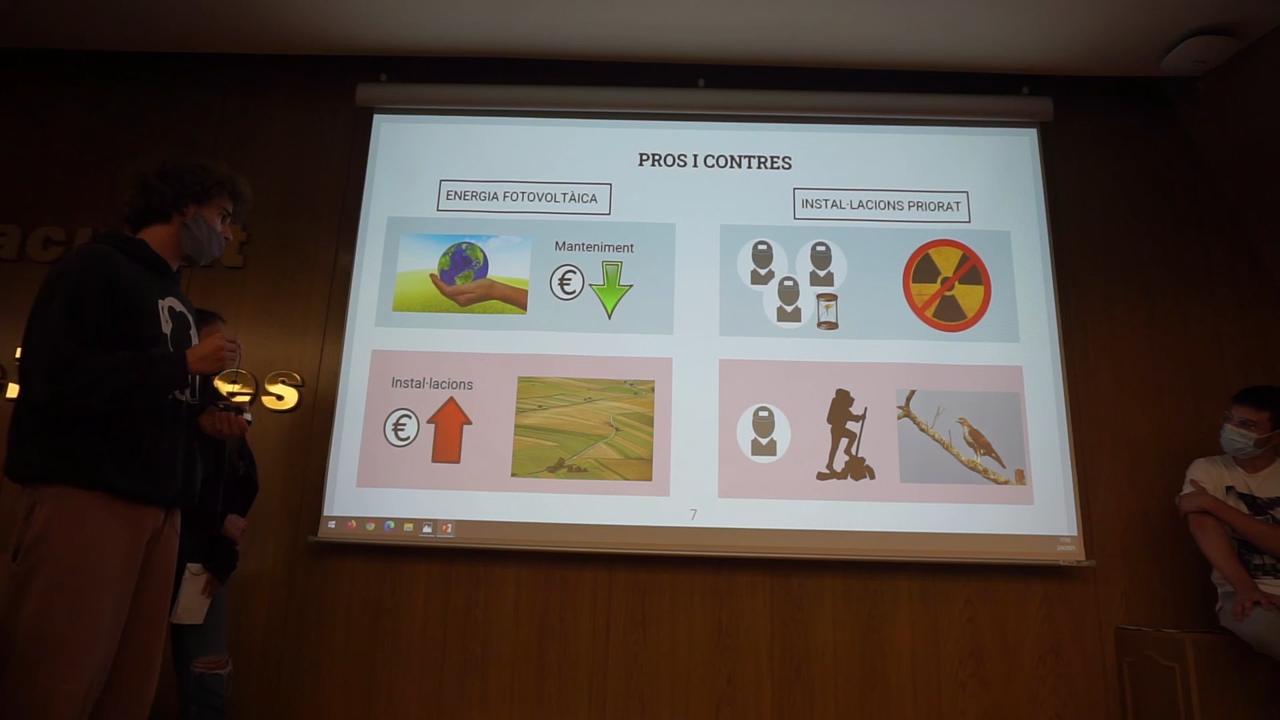 PROS I CONTRES
ENERGIA FOTOVOLTÀICA
INSTAL·LACIONS PRIORAT
Manteniment
€
Instal·lacions
€
7